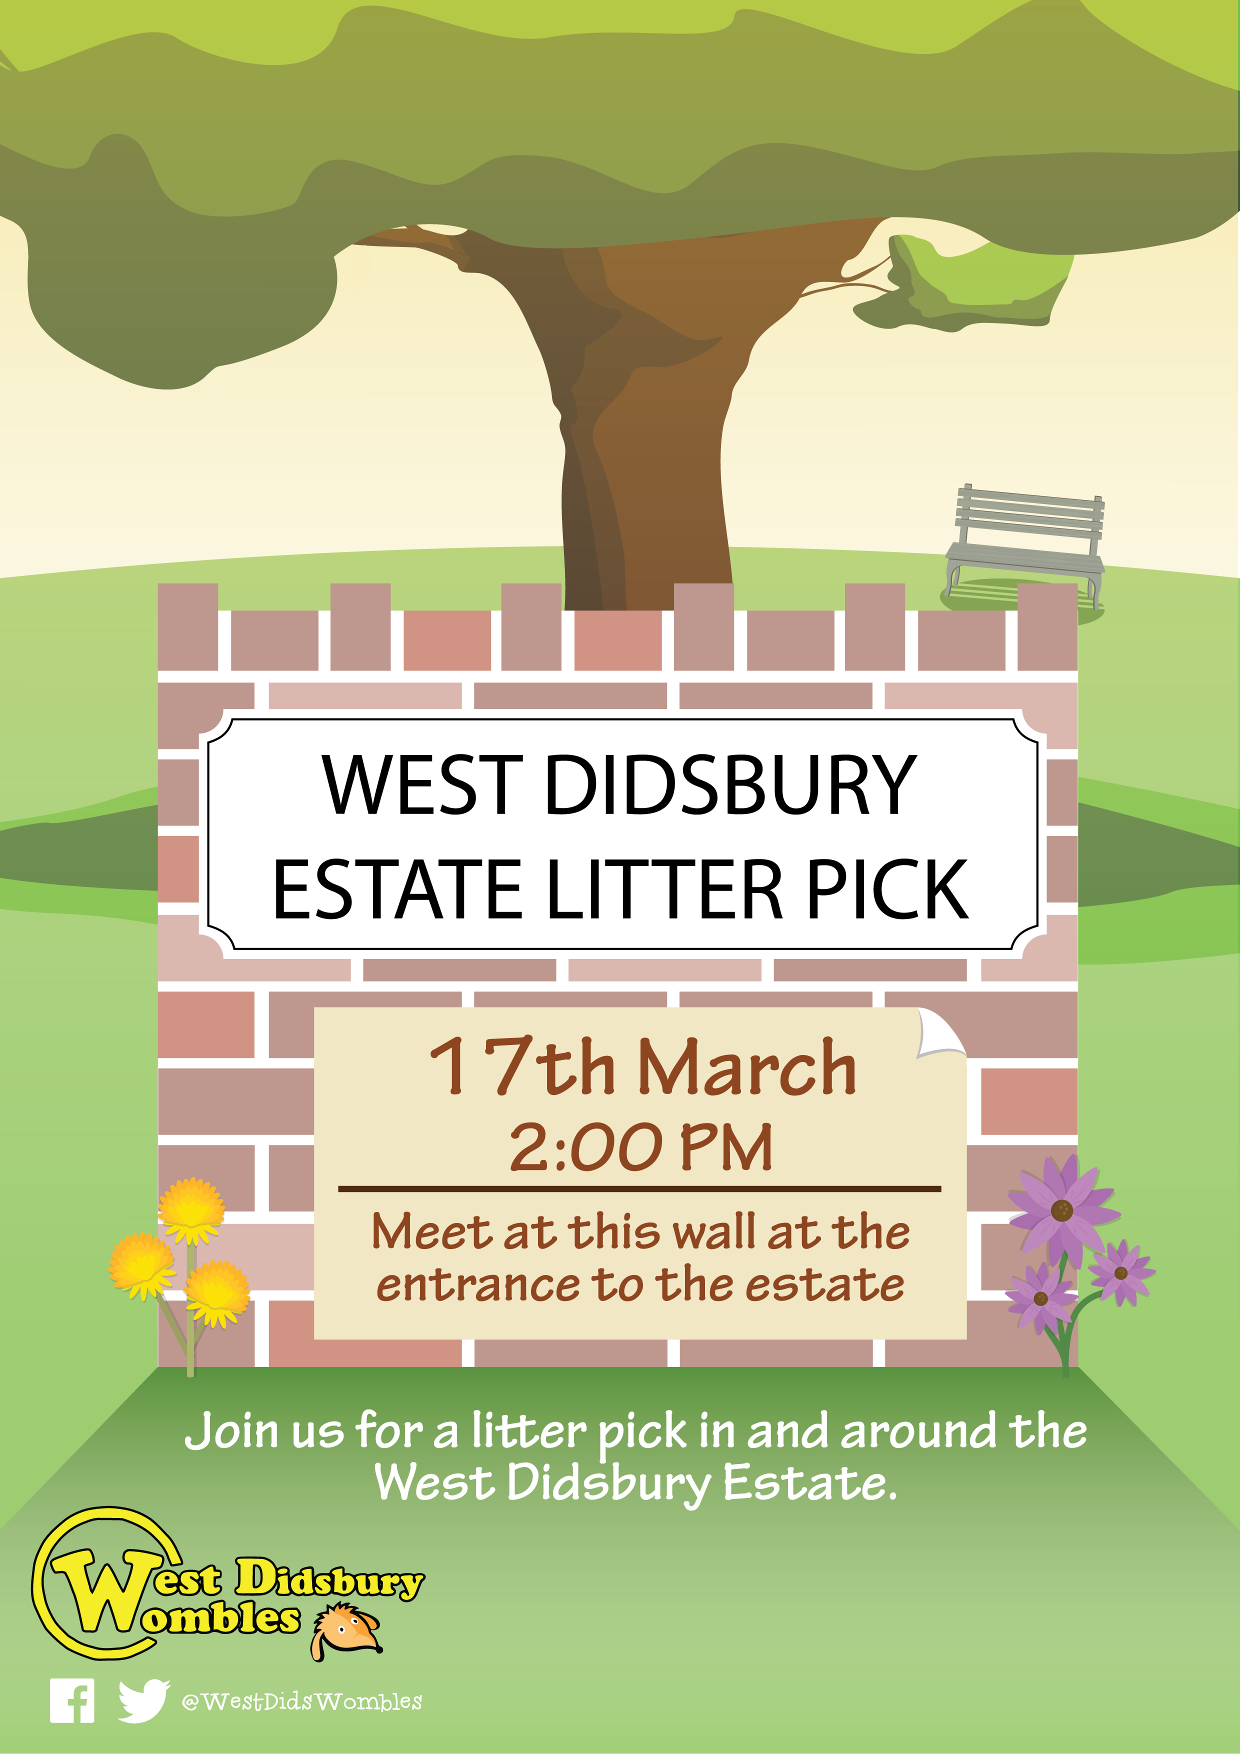 WEST DIDSBURY
ESTATE LITTER PICK
17th March
2:00 PM
Meet at this wall at the
entrance to the estate
Join us for a litter pick in and around the
West Didsbury Estate.
West Didsbury
Wombles
@WestDidsWombles